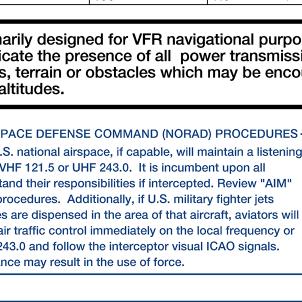 narily designed for VFR navigational purpo
icate the presence of all power transmissi
s, terrain or obstacles which may be enco
altitudes.
PACE DEFENSE COMMAND (NORAD) PROCEDURES
.S. national airspace, if capable, will maintain a listening
VHF 121.5 or UHF 243.0. It is incumbent upon all
tand their responsibilities if intercepted. Review "AIM"
procedures. Additionally, if U.S. military fighter jets
es are dispensed in the area of that aircraft, aviators will
air traffic control immediately on the local frequency or
243.0 and follow the interceptor visual ICAO signals.
ance may result in the use of force.